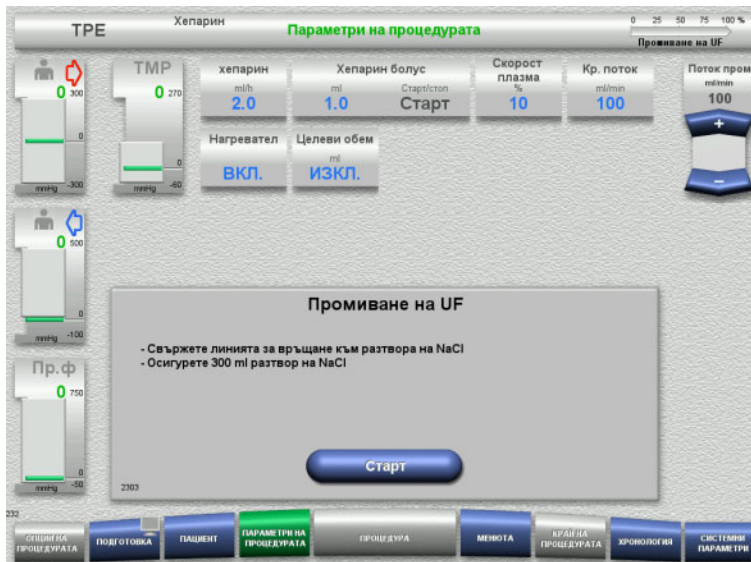 TPE
Хепарин
Параметри на процедурата
0 25 50 75 100 %
Промиване на UF
0 300
0
mmHg -300
TMP
0 270
0
mmHg -60
хепарин
ml/h
2.0
Хепарин болус
ml Старт/стоп
1.0 Старт
Скорост
плазма
%
10
Кр. поток
ml/min
100
Поток пром
ml/min
100
+
–
Нагревател
ВКЛ.
Целеви обем
ml
ИЗКЛ.
0 500
0
mmHg -100
Пр.ф
0 750
0
mmHg -50
Промиване на UF
- Свържете линията за връщане към разтвора на NaCl
- Осигурете 300 ml разтвор на NaCl
Старт
2303
232
ОПЦИИ НА
ПРОЦЕДУРАТА
ПОДГОТОВКА
ПАЦИЕНТ
ПАРАМЕТРИ НА
ПРОЦЕДУРАТА
ПРОЦЕДУРА
МЕНЮТА
КРАЙ НА
ПРОЦЕДУРАТА
ХРОНОЛОГИЯ
СИСТЕМНИ
ПАРАМЕТРИ